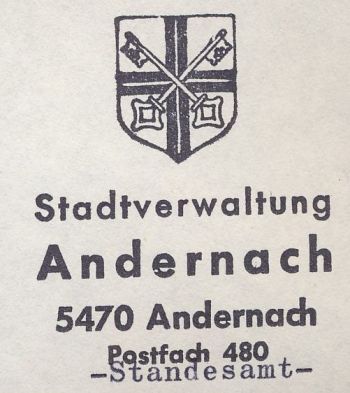 Stadtverwaltung
Andernach
5470 Andernach
Postfach 480
-Standesamt-